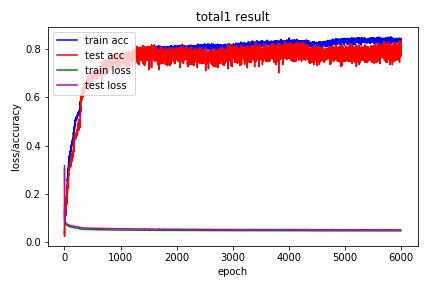 total1 result
train acc
test acc
train loss
test loss
loss/accuracy
0.8
0.6
0.4
0.2
0.0
0
1000
2000
3000
4000
5000
6000
epoch